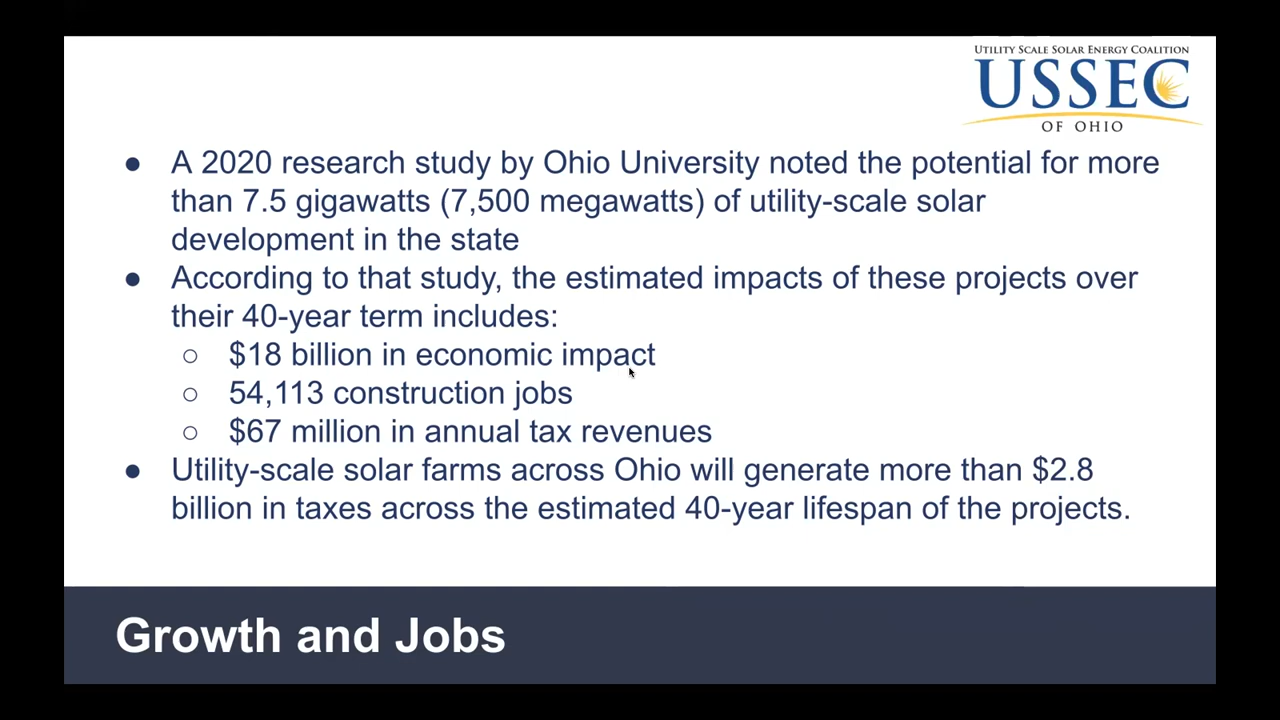 UTILITY SCALE SOLAR ENERGY COALITION
USSEC
OF OHIO
● A 2020 research study by Ohio University noted the potential for more
than 7.5 gigawatts (7,500 megawatts) of utility-scale solar
development in the state
● According to that study, the estimated impacts of these projects over
their 40-year term includes:
○ $18 billion in economic impact
○ 54,113 construction jobs
○ $67 million in annual tax revenues
● Utility-scale solar farms across Ohio will generate more than $2.8
billion in taxes across the estimated 40-year lifespan of the projects.
Growth and Jobs